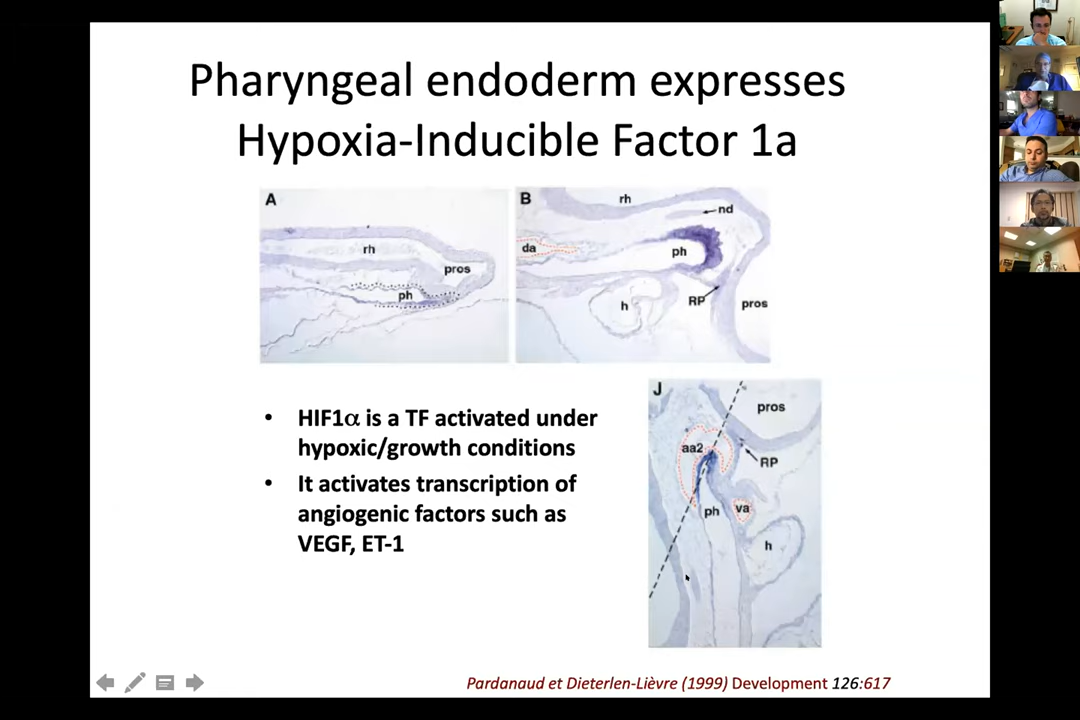 Pharyngeal endoderm expresses
Hypoxia-Inducible Factor 1a
A
rh
pros
ph
B
rh
nd
da
ph
h
RP
pros
• HIF1α is a TF activated under
hypoxic/growth conditions
• It activates transcription of
angiogenic factors such as
VEGF, ET-1
J
pros
aa2
RP
ph
va
h
Pardanaud et Dieterlen-Lièvre (1999) Development 126:617